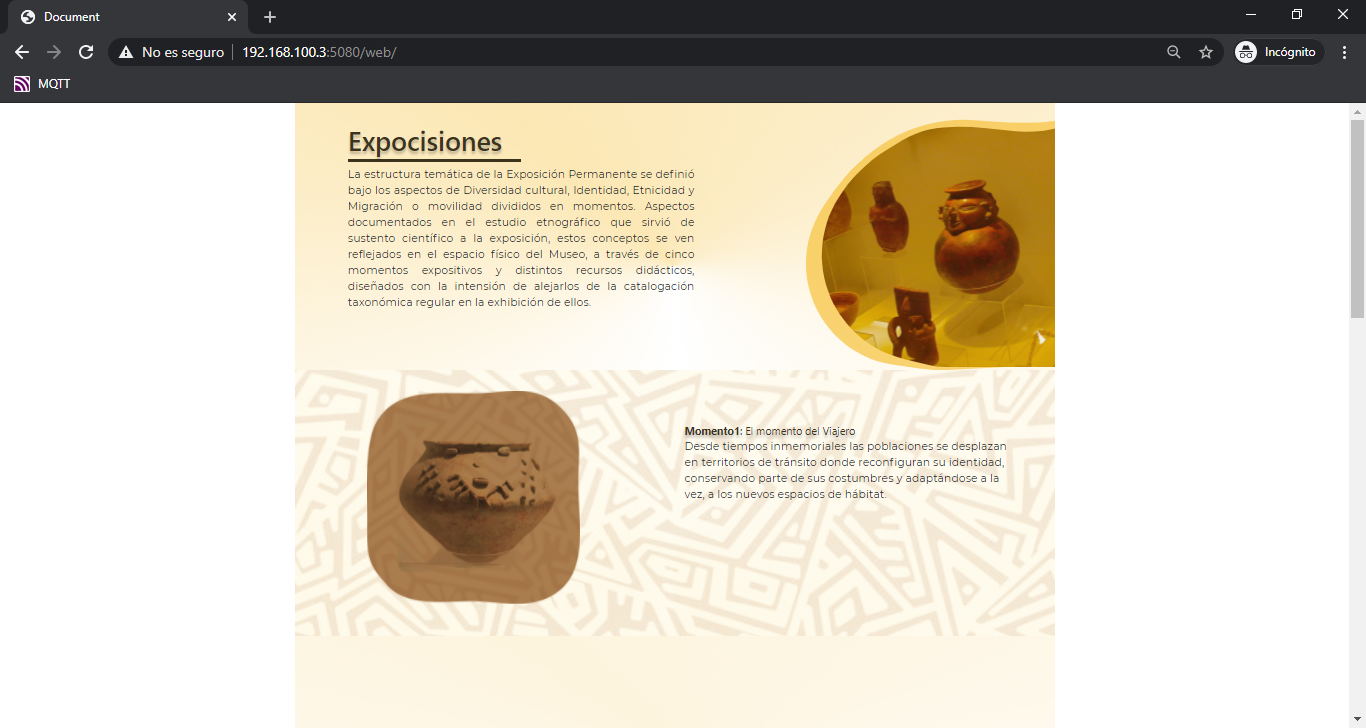 Document
No es seguro
192.168.100.3:5080/web/
Incógnito
MQTT
Expocisiones
La estructura temática de la Exposición Permanente se definió
bajo los aspectos de Diversidad cultural, Identidad, Etnicidad y
Migración o movilidad divididos en momentos. Aspectos
documentados en el estudio etnográfico que sirvió de
sustento científico a la exposición, estos conceptos se ven
reflejados en el espacio físico del Museo, a través de cinco
momentos expositivos y distintos recursos didácticos,
diseñados con la intensión de alejarlos de la catalogación
taxonómica regular en la exhibición de ellos.
Momento1: El momento del Viajero
Desde tiempos inmemoriales las poblaciones se desplazan
en territorios de tránsito donde reconfiguran su identidad,
conservando parte de sus costumbres y adaptándose a la
vez, a los nuevos espacios de hábitat.